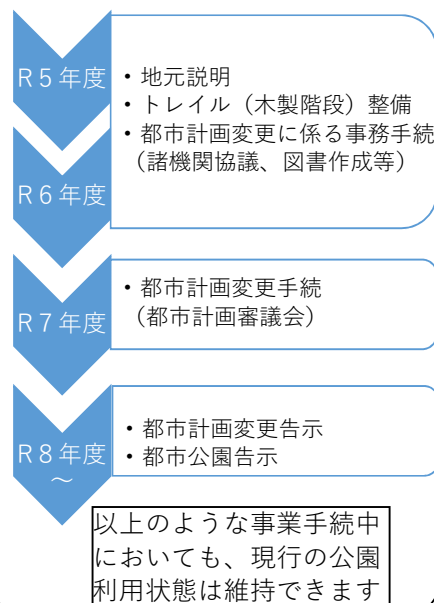 R5年度
・地元説明
・トレイル（木製階段）整備
・都市計画変更に係る事務手続
（諸機関協議、図書作成等）
R6年度
R7年度
・都市計画変更手続
（都市計画審議会）
R8年度
～
・都市計画変更告示
・都市公園告示
以上のような事業手続中
においても、現行の公園
利用状態は維持できます